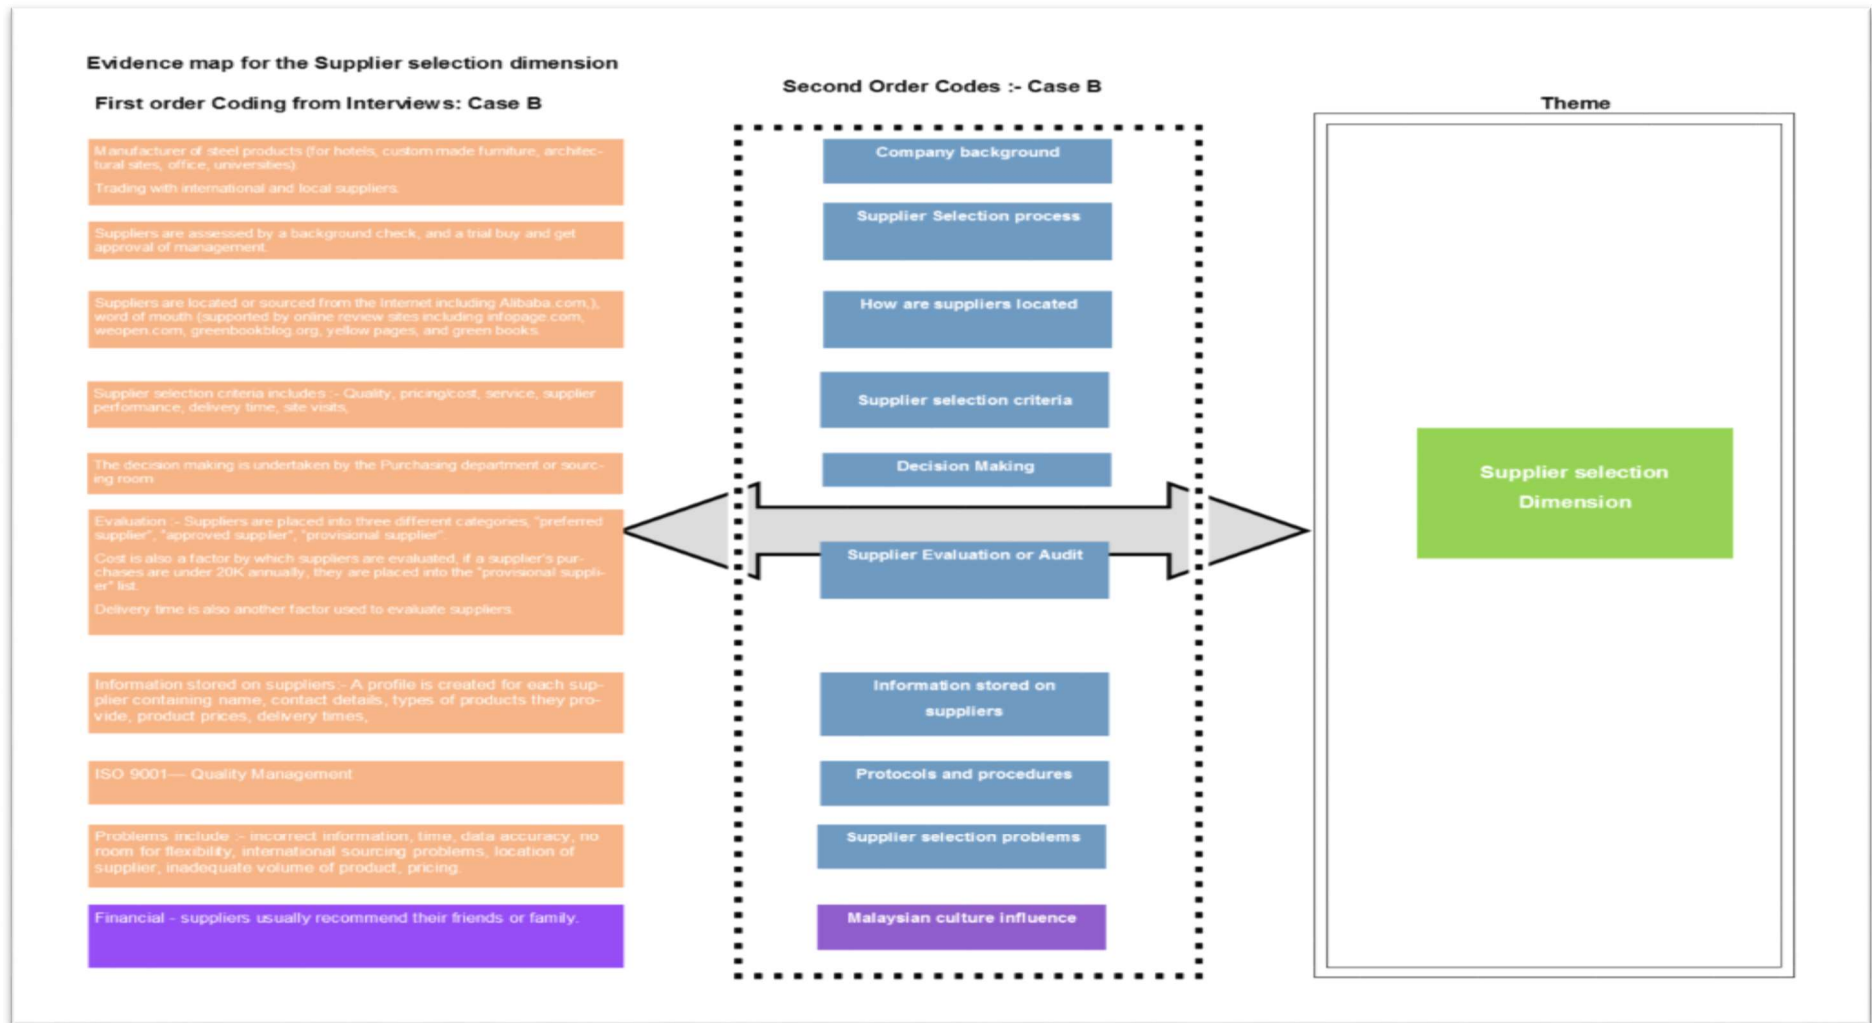 Evidence map for the Supplier selection dimension
First order Coding from Interviews: Case B
Manufacturer of steel products (for hotels, custom made furniture, architec-
tural sites, office, universities).
Trading with international and local suppliers.
Suppliers are assessed by a background check, and a trial buy and get
approval of management.
Suppliers are located or sourced from the Internet including Alibaba.com,),
word of mouth (supported by online review sites including infopage.com,
weopen.com, greenbookblog.org, yellow pages, and green books.
Supplier selection criteria includes :- Quality, pricing/cost, service, supplier
performance, delivery time, site visits,
The decision making is undertaken by the Purchasing department or sourc-
ing room
Evaluation :- Suppliers are placed into three different categories, "preferred
supplier", "approved supplier", "provisional supplier".
Cost is also a factor by which suppliers are evaluated, if a supplier's pur-
chases are under 20K annually, they are placed into the "provisional suppli-
er" list.
Delivery time is also another factor used to evaluate suppliers.
Information stored on suppliers:- A profile is created for each sup-
plier containing name, contact details, types of products they pro-
vide, product prices, delivery times,
ISO 9001— Quality Management
Problems include :- incorrect information, time, data accuracy, no
room for flexibility, international sourcing problems, location of
supplier, inadequate volume of product, pricing.
Financial - suppliers usually recommend their friends or family.
Second Order Codes :- Case B
Company background
Supplier Selection process
How are suppliers located
Supplier selection criteria
Decision Making
Supplier Evaluation or Audit
Information stored on
suppliers
Protocols and procedures
Supplier selection problems
Malaysian culture influence
Theme
Supplier selection
Dimension